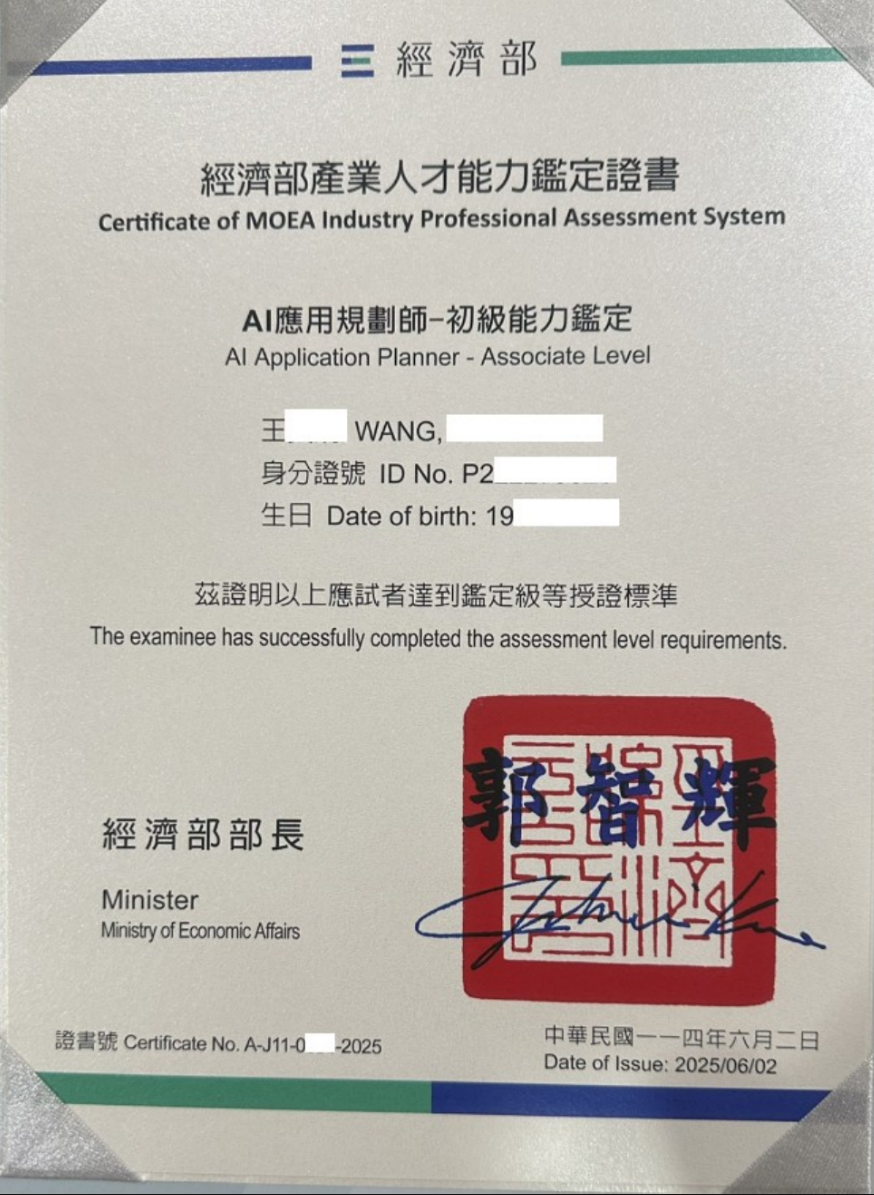 經濟部
經濟部產業人才能力鑑定證書
Certificate of MOEA Industry Professional Assessment System
AI應用規劃師-初級能力鑑定
AI Application Planner - Associate Level
王 WANG,
身分證號 ID No. P2
生日 Date of birth: 19
茲證明以上應試者達到鑑定級等授證標準
The examinee has successfully completed the assessment level requirements.
郭智輝
經濟部部長
Minister
Ministry of Economic Affairs
證書號 Certificate No. A-J11-0 -2025
中華民國一一四年六月二日
Date of Issue: 2025/06/02